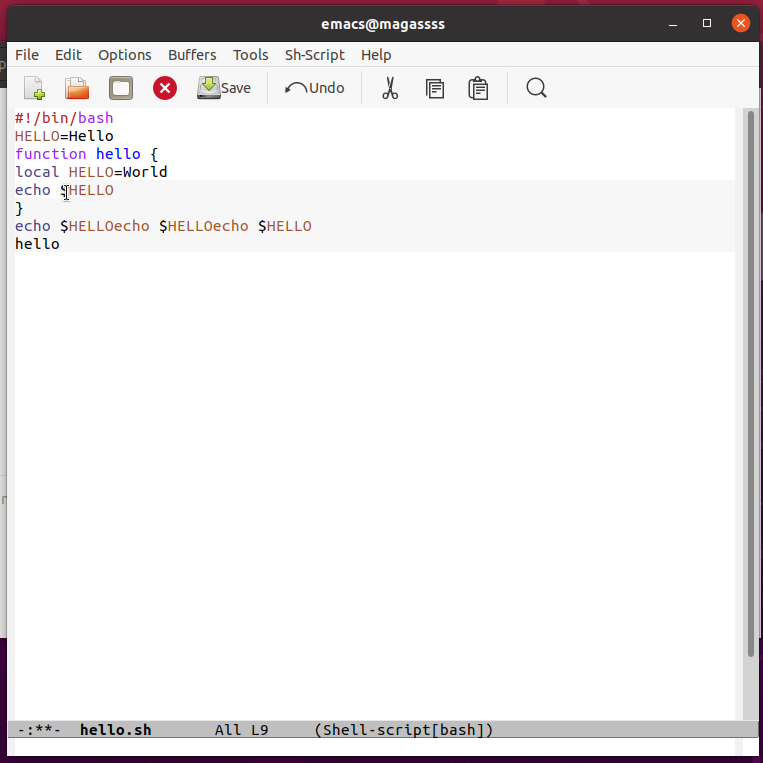 emacs@magassss
File Edit Options Buffers Tools Sh-Script Help
Save Undo
#!/bin/bash
HELLO=Hello
function hello {
local HELLO=World
echo $HELLO
}
echo $HELLOecho $HELLOecho $HELLO
hello
-:**- hello.sh All L9 (Shell-script[bash])